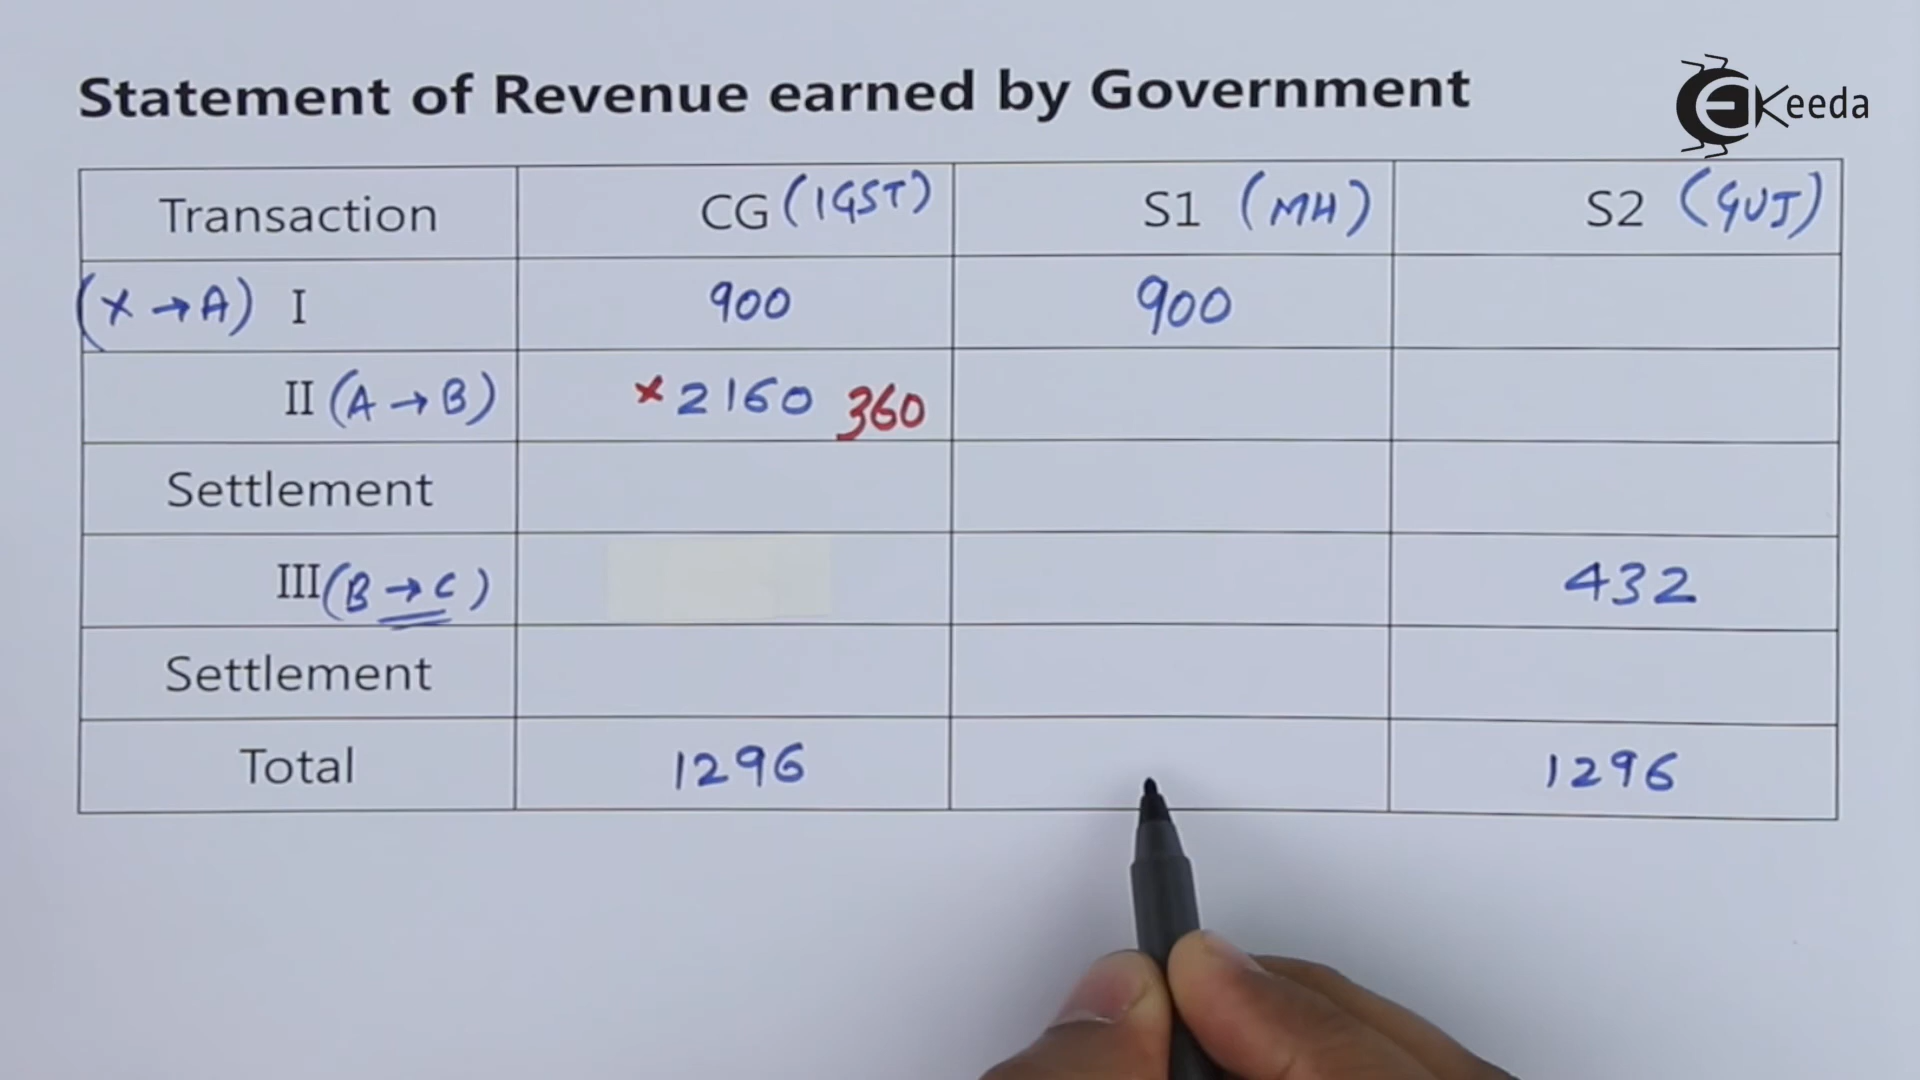 Statement of Revenue earned by Government
EKeeda
Transaction CG (IGST) S1 (MH) S2 (GUJ)
(X → A) I 900 900
II (A → B) × 2160 360
Settlement
III (B → C) 432
Settlement
Total 1296 1296